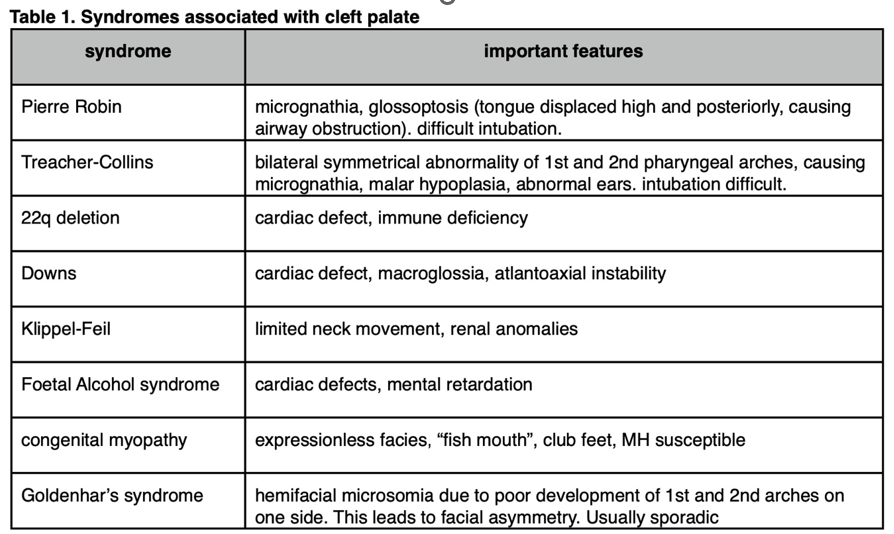 Table 1. Syndromes associated with cleft palate
syndrome
important features
Pierre Robin
micrognathia, glossoptosis (tongue displaced high and posteriorly, causing
airway obstruction). difficult intubation.
Treacher-Collins
bilateral symmetrical abnormality of 1st and 2nd pharyngeal arches, causing
micrognathia, malar hypoplasia, abnormal ears. intubation difficult.
22q deletion
cardiac defect, immune deficiency
Downs
cardiac defect, macroglossia, atlantoaxial instability
Klippel-Feil
limited neck movement, renal anomalies
Foetal Alcohol syndrome
cardiac defects, mental retardation
congenital myopathy
expressionless facies, “fish mouth”, club feet, MH susceptible
Goldenhar’s syndrome
hemifacial microsomia due to poor development of 1st and 2nd arches on
one side. This leads to facial asymmetry. Usually sporadic